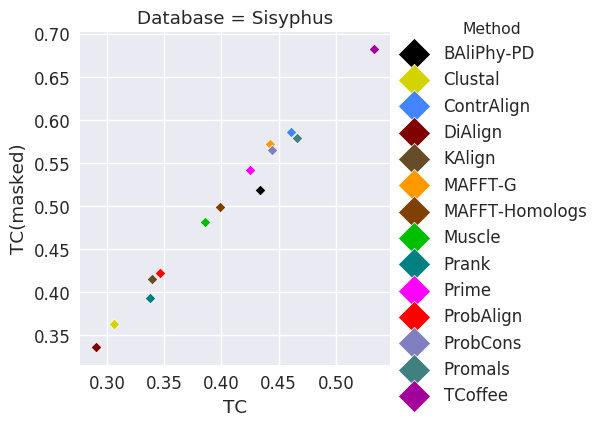 Database = Sisyphus
TC(masked)
0.70
0.65
0.60
0.55
0.50
0.45
0.40
0.35
0.30
0.35
0.40
0.45
0.50
TC
Method
BAliPhy-PD
Clustal
ContrAlign
DiAlign
KAlign
MAFFT-G
MAFFT-Homologs
Muscle
Prank
Prime
ProbAlign
ProbCons
Promals
TCoffee